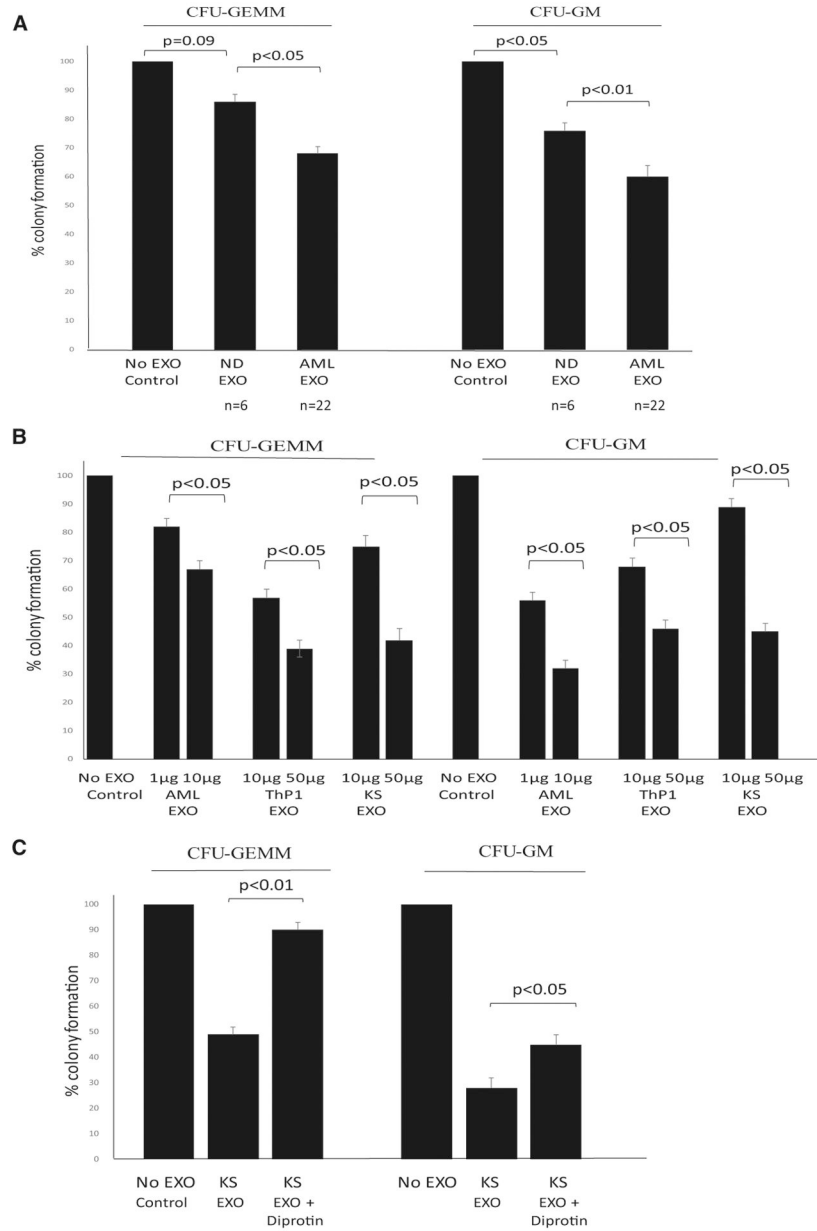 A
CFU-GEMM
CFU-GM
p=0.09
p<0.05
p<0.05
p<0.01
% colony formation
100
90
80
70
60
50
40
30
20
10
0
No EXO ND AML No EXO ND AML
Control EXO EXO Control EXO EXO
n=6 n=22 n=6 n=22
B
CFU-GEMM
CFU-GM
p<0.05
p<0.05
p<0.05
p<0.05
p<0.05
p<0.05
% colony formation
100
90
80
70
60
50
40
30
20
10
0
No EXO 1µg 10µg 10µg 50µg 10µg 50µg No EXO 1µg 10µg 10µg 50µg 10µg 50µg
Control AML ThP1 KS Control AML ThP1 KS
EXO EXO EXO EXO EXO EXO
C
CFU-GEMM
CFU-GM
p<0.01
p<0.05
% colony formation
100
90
80
70
60
50
40
30
20
10
0
No EXO KS KS No EXO KS KS
Control EXO EXO + EXO EXO +
Diprotin Diprotin